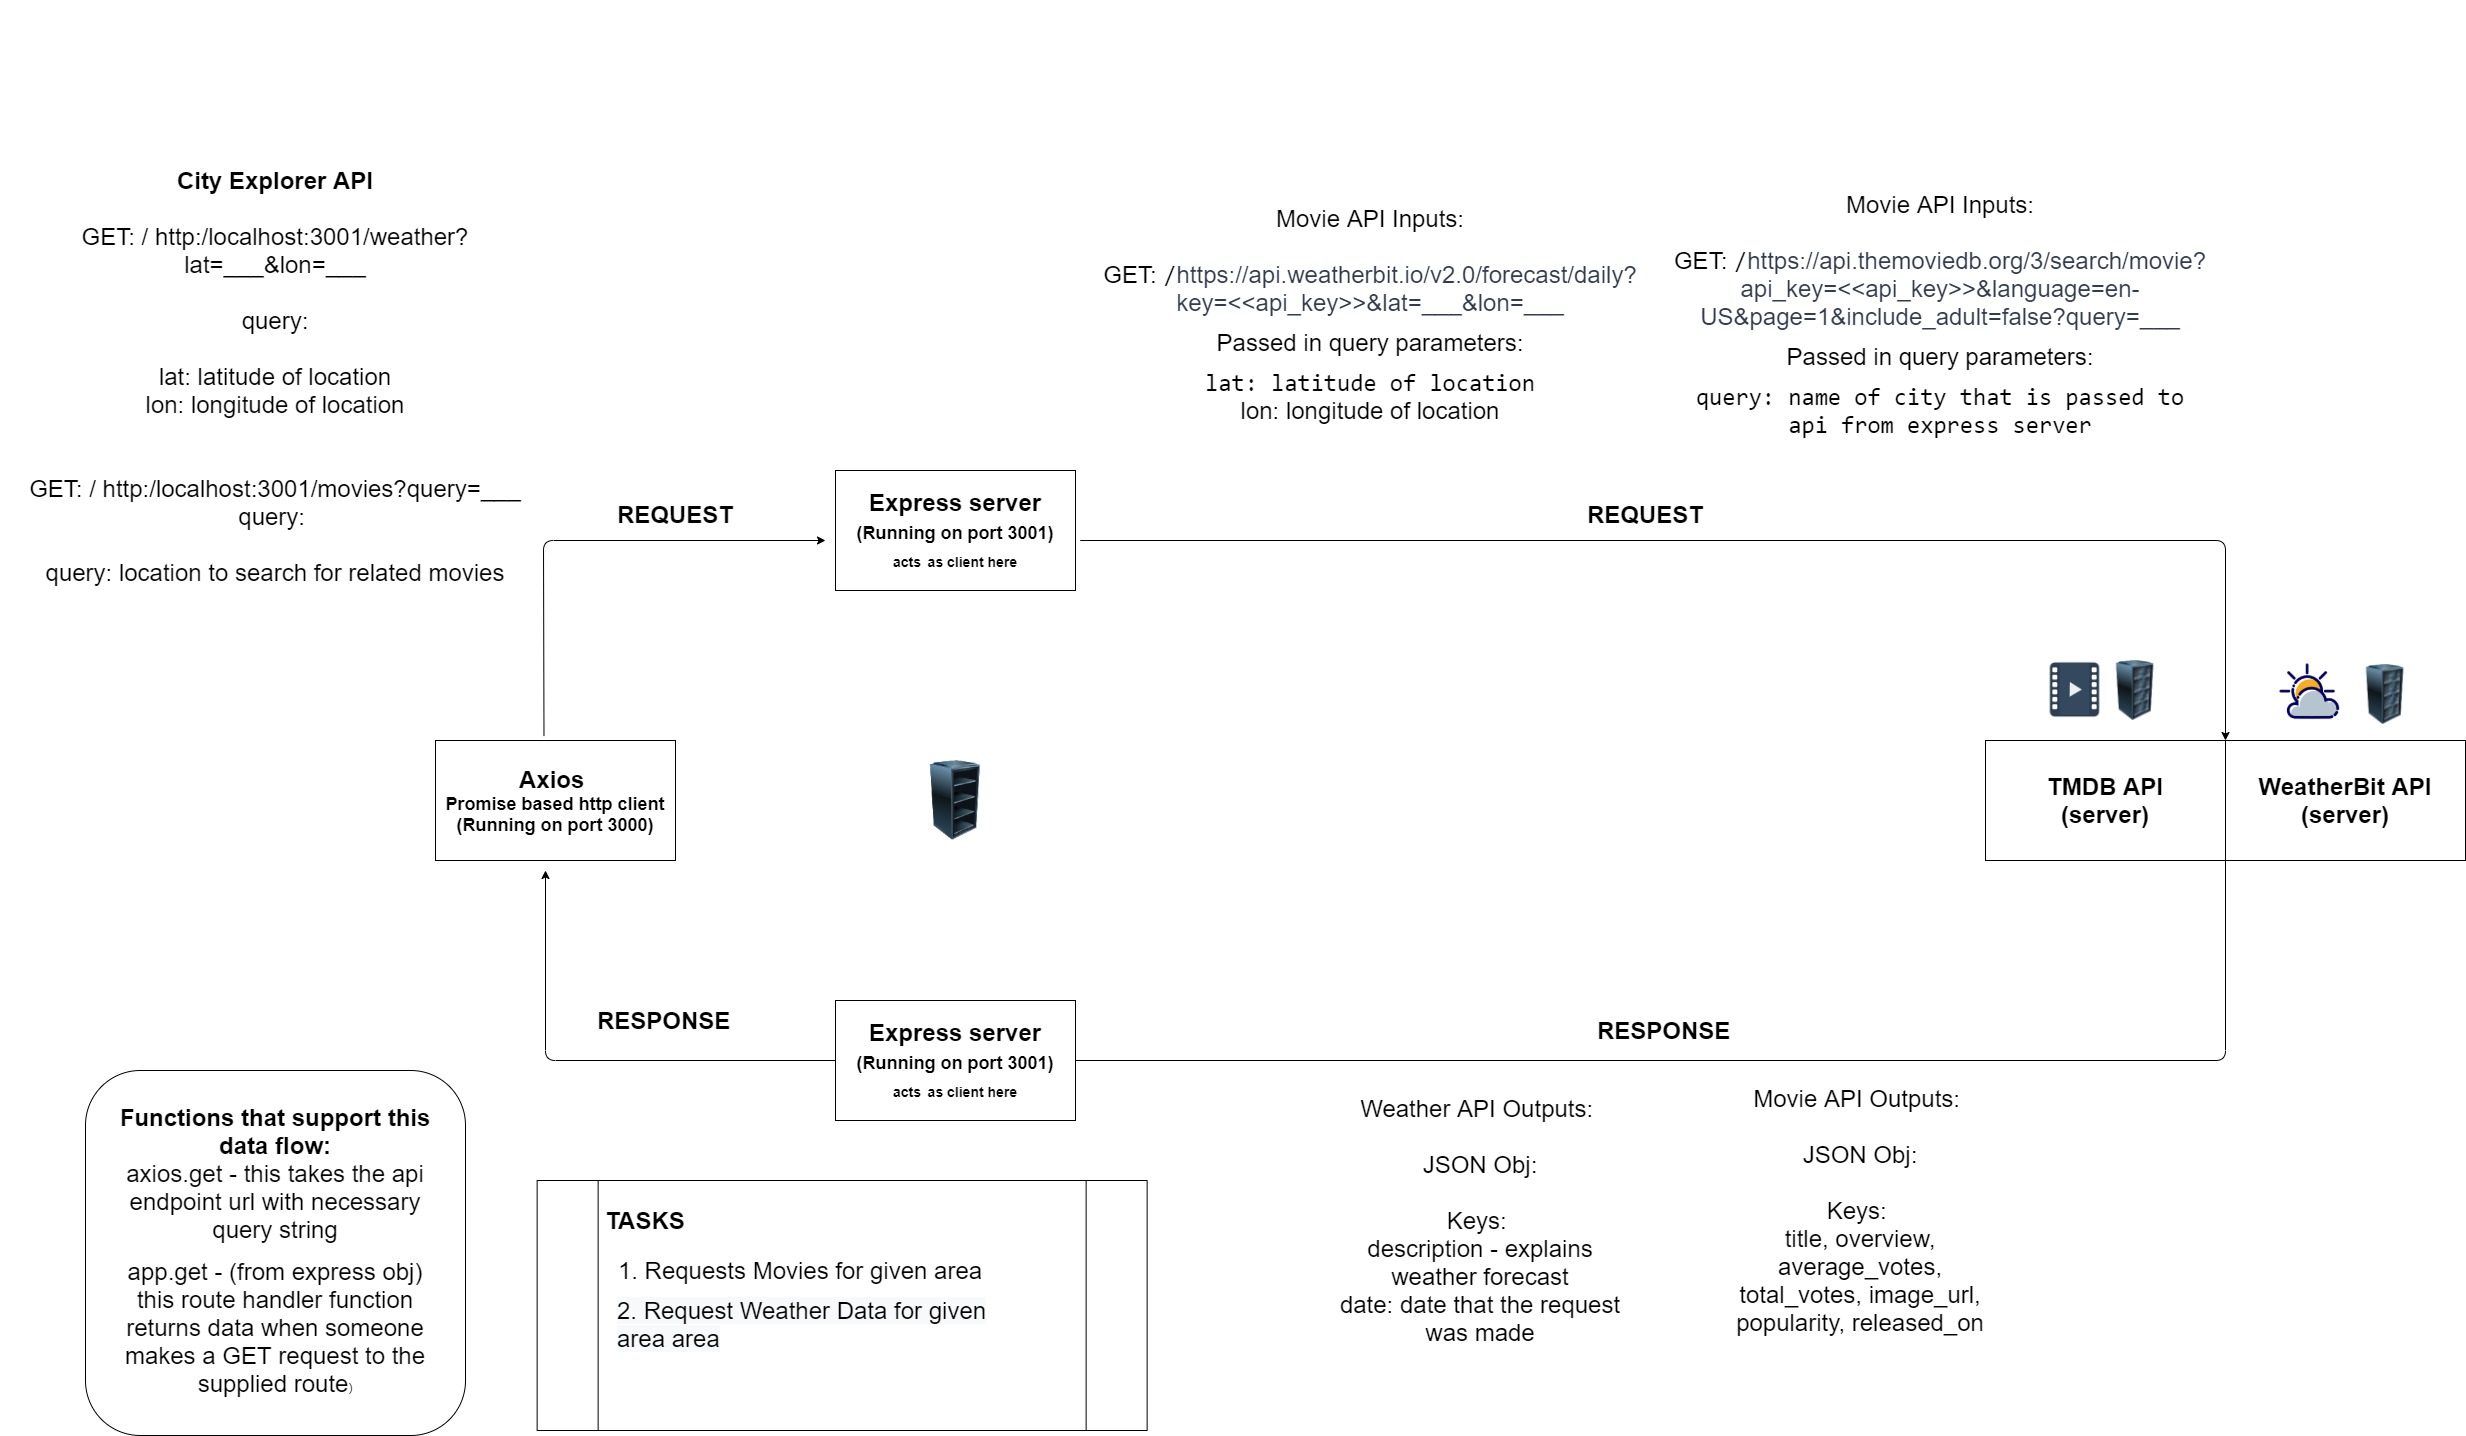 City Explorer API
GET: / http:/localhost:3001/weather?
lat=___&lon=___
query:
lat: latitude of location
lon: longitude of location
GET: / http:/localhost:3001/movies?query=___
query:
query: location to search for related movies
Movie API Inputs:
GET: /https://api.weatherbit.io/v2.0/forecast/daily?
key=<<api_key>>&lat=___&lon=___
Passed in query parameters:
lat: latitude of location
lon: longitude of location
Movie API Inputs:
GET: /https://api.themoviedb.org/3/search/movie?
api_key=<<api_key>>&language=en-
US&page=1&include_adult=false?query=___
Passed in query parameters:
query: name of city that is passed to
api from express server
REQUEST
Express server
(Running on port 3001)
acts as client here
REQUEST
Axios
Promise based http client
(Running on port 3000)
TMDB API
(server)
WeatherBit API
(server)
RESPONSE
Express server
(Running on port 3001)
acts as client here
RESPONSE
Functions that support this
data flow:
axios.get - this takes the api
endpoint url with necessary
query string
app.get - (from express obj)
this route handler function
returns data when someone
makes a GET request to the
supplied route)
TASKS
1. Requests Movies for given area
2. Request Weather Data for given
area area
Weather API Outputs:
JSON Obj:
Keys:
description - explains
weather forecast
date: date that the request
was made
Movie API Outputs:
JSON Obj:
Keys:
title, overview,
average_votes,
total_votes, image_url,
popularity, released_on